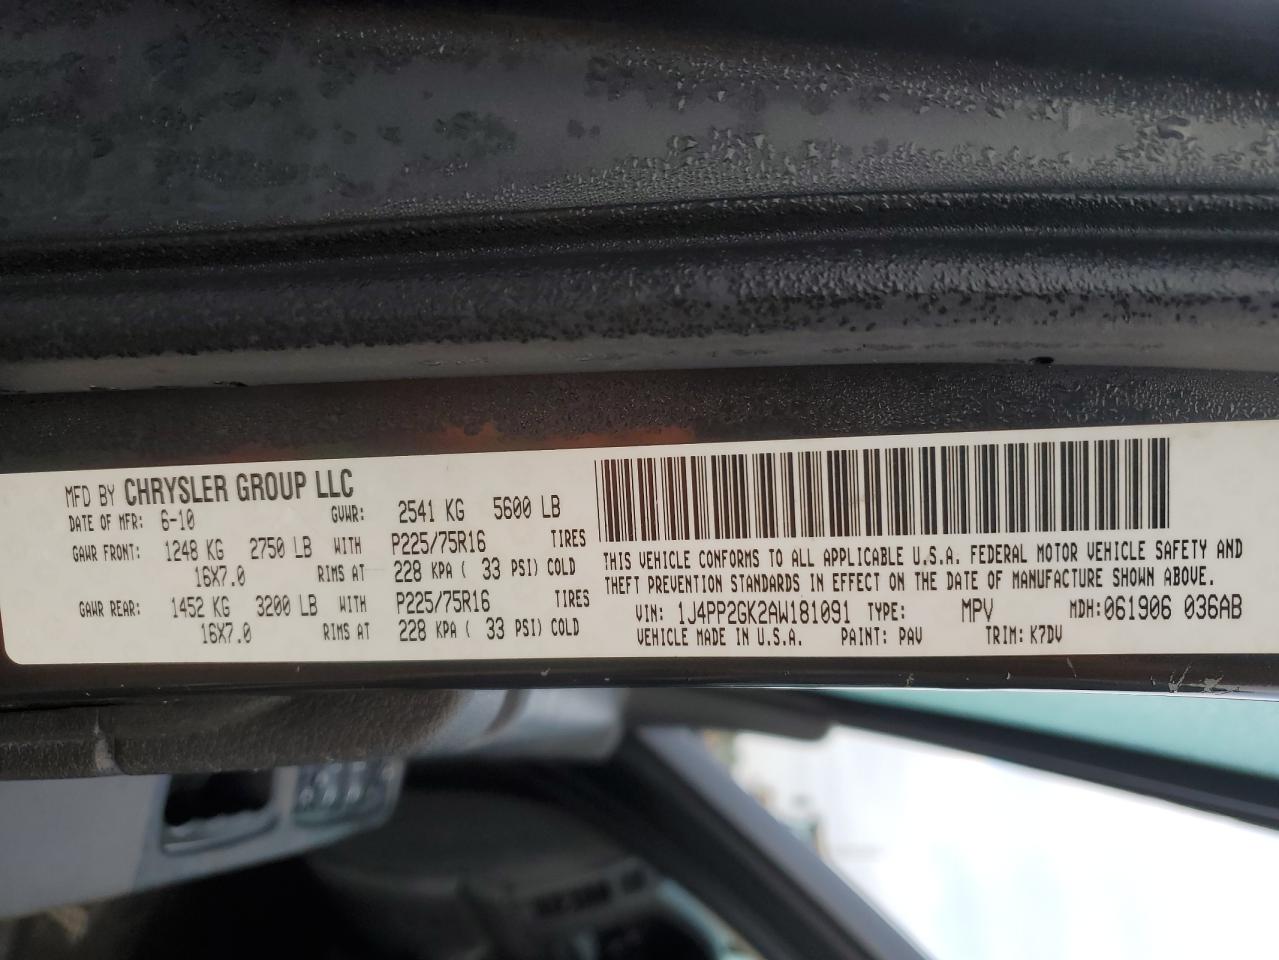 MFD BY CHRYSLER GROUP LLC
DATE OF MFR: 6-10 GVWR: 2541 KG 5600 LB
GAWR FRONT: 1248 KG 2750 LB WITH P225/75R16 TIRES
16X7.0 RIMS AT 228 KPA ( 33 PSI) COLD
GAWR REAR: 1452 KG 3200 LB WITH P225/75R16 TIRES
16X7.0 RIMS AT 228 KPA ( 33 PSI) COLD
THIS VEHICLE CONFORMS TO ALL APPLICABLE U.S.A. FEDERAL MOTOR VEHICLE SAFETY AND
THEFT PREVENTION STANDARDS IN EFFECT ON THE DATE OF MANUFACTURE SHOWN ABOVE.
VIN: 1J4PP2GK2AW181091 TYPE: MPV MDH:061906 036AB
VEHICLE MADE IN U.S.A. PAINT: PAV TRIM: K7DV